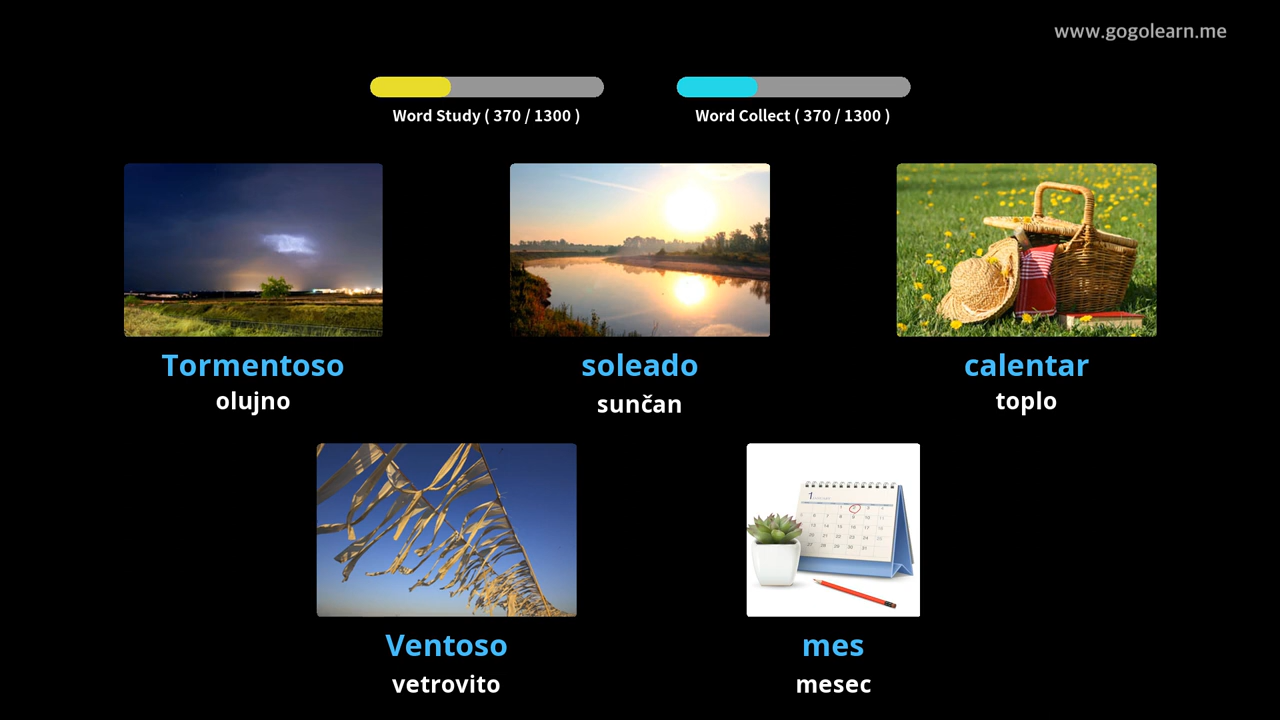 www.gogolearn.me
Word Study ( 370 / 1300 )
Word Collect ( 370 / 1300 )
Tormentoso
olujno
soleado
sunčan
calentar
toplo
Ventoso
vetrovito
mes
mesec